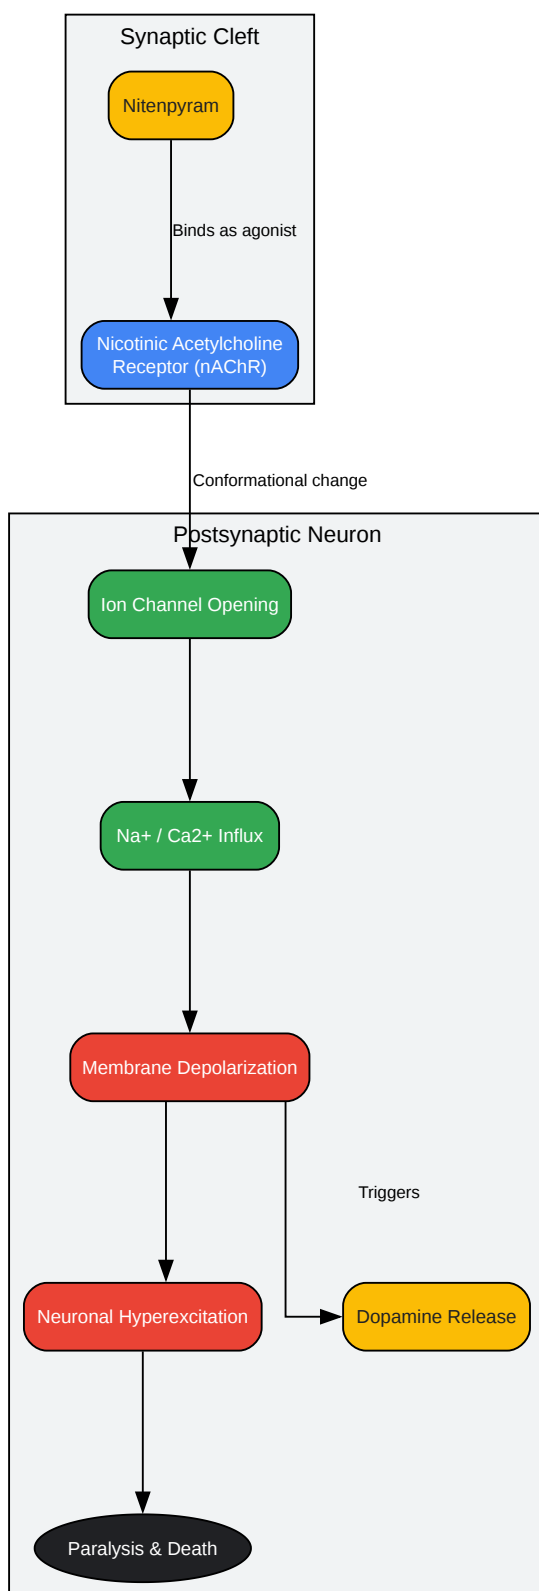 Synaptic Cleft
Nitenpyram
Binds as agonist
Nicotinic Acetylcholine
Receptor (nAChR)
Conformational change
Postsynaptic Neuron
Ion Channel Opening
Na+ / Ca2+ Influx
Membrane Depolarization
Triggers
Neuronal Hyperexcitation
Dopamine Release
Paralysis & Death